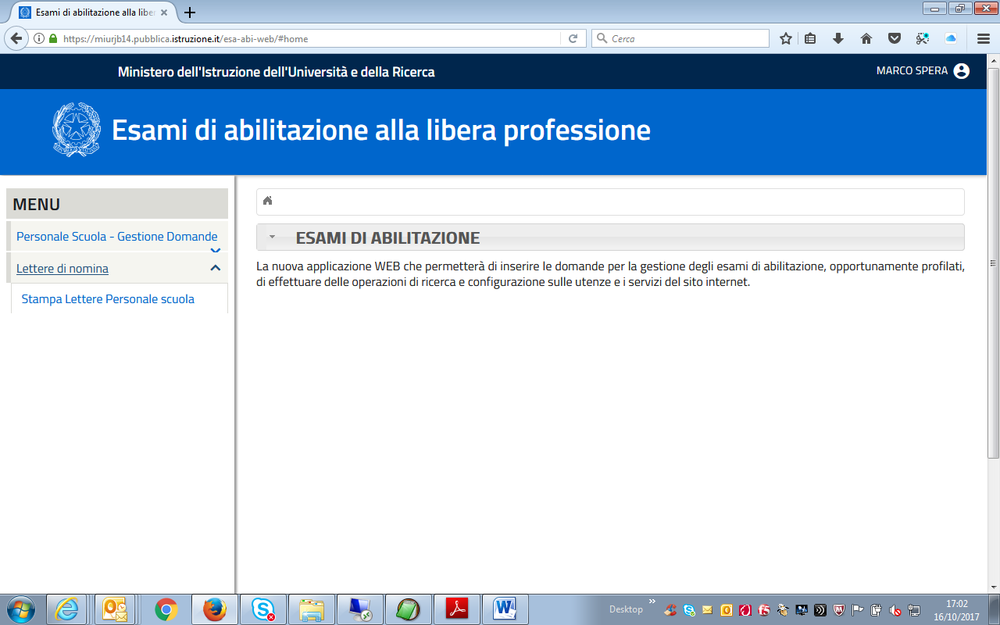 Esami di abilitazione alla liber
https://miurjb14.pubblica.istruzione.it/esa-abi-web/#home
Cerca
Ministero dell'Istruzione dell'Università e della Ricerca
MARCO SPERA
Esami di abilitazione alla libera professione
MENU
Personale Scuola - Gestione Domande
Lettere di nomina
Stampa Lettere Personale scuola
ESAMI DI ABILITAZIONE
La nuova applicazione WEB che permetterà di inserire le domande per la gestione degli esami di abilitazione, opportunamente profilati,
di effettuare delle operazioni di ricerca e configurazione sulle utenze e i servizi del sito internet.
Desktop
17:02
16/10/2017